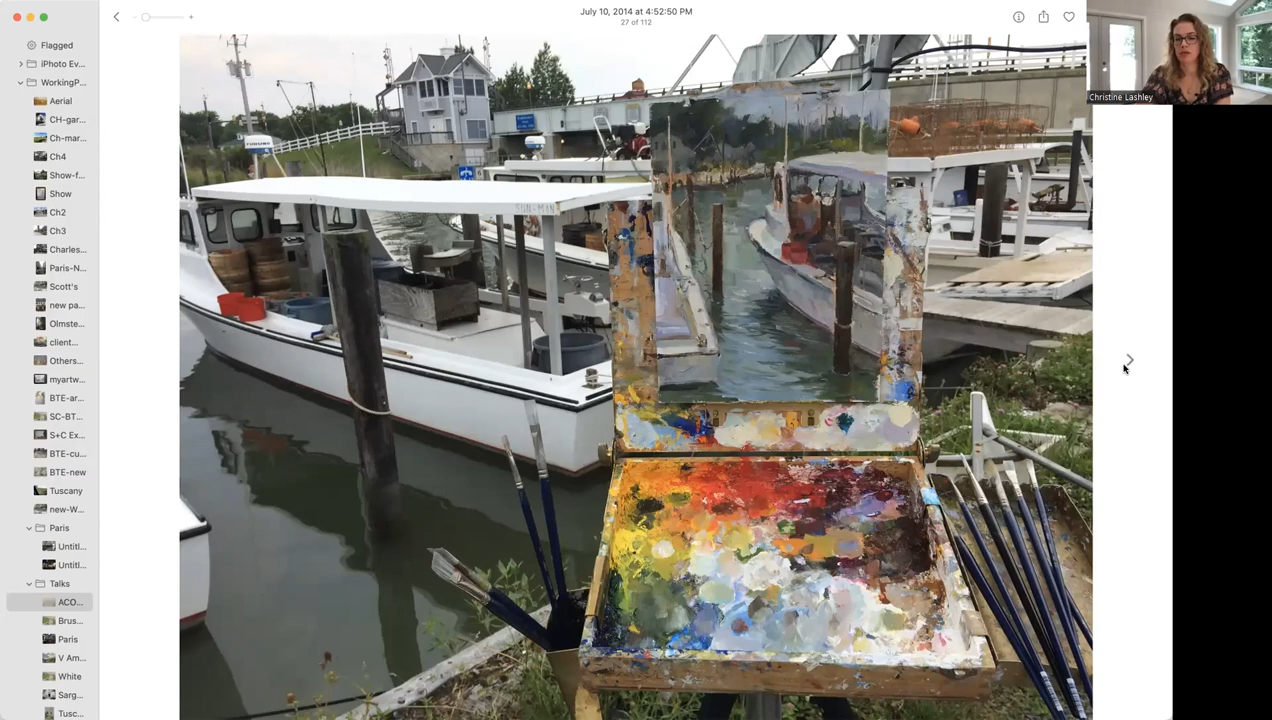 July 10, 2014 at 4:52:50 PM
27 of 112
Flagged
iPhoto Ev...
WorkingP...
Aerial
CH-gar...
Ch-mar...
Ch4
Show-f...
Show
Ch2
Ch3
Charles...
Paris-N...
Scott's
new pa...
Olmste...
client...
Others...
myartw...
BTE-ar...
SC-BT...
S+C Ex...
BTE-cu...
BTE-new
Tuscany
new-W...
Paris
Untitl...
Untitl...
Talks
ACO...
Brus...
Paris
V Am...
White
Sarg...
Tusc...
Christine Lashley
FURUNO